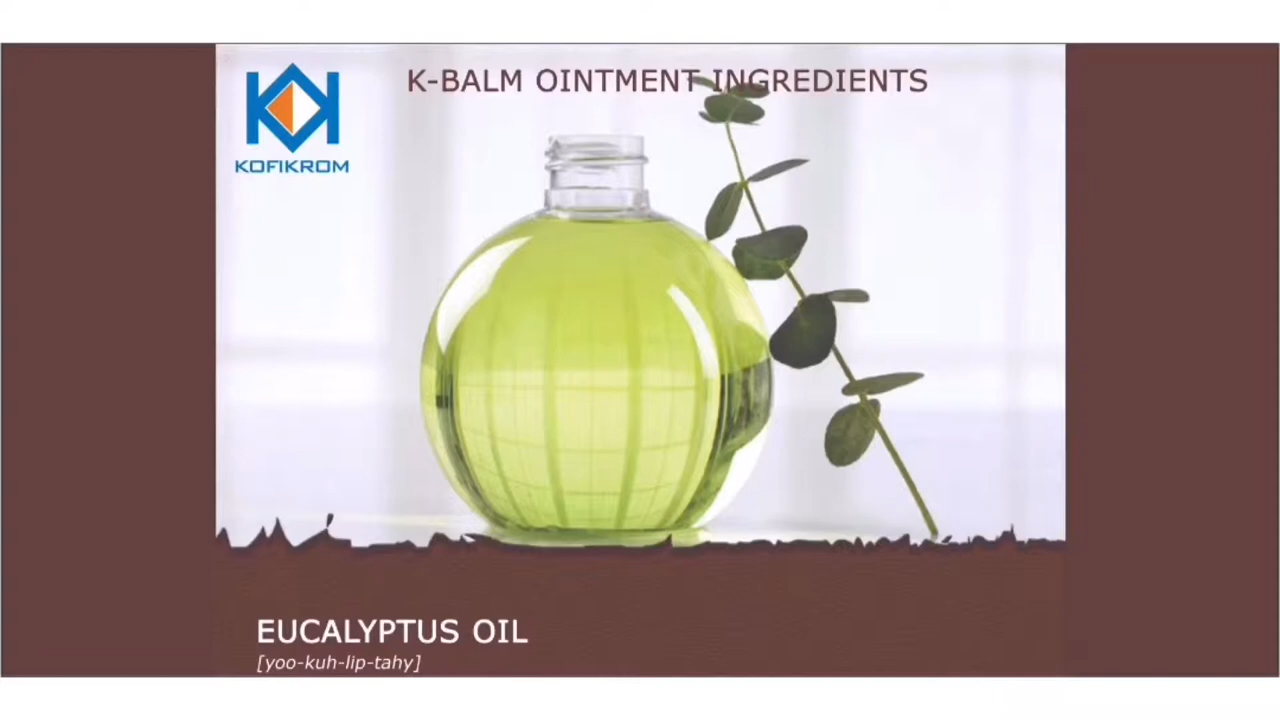 K-BALM OINTMENT INGREDIENTS
KOFIKROM
EUCALYPTUS OIL
[yoo-kuh-lip-tahy]